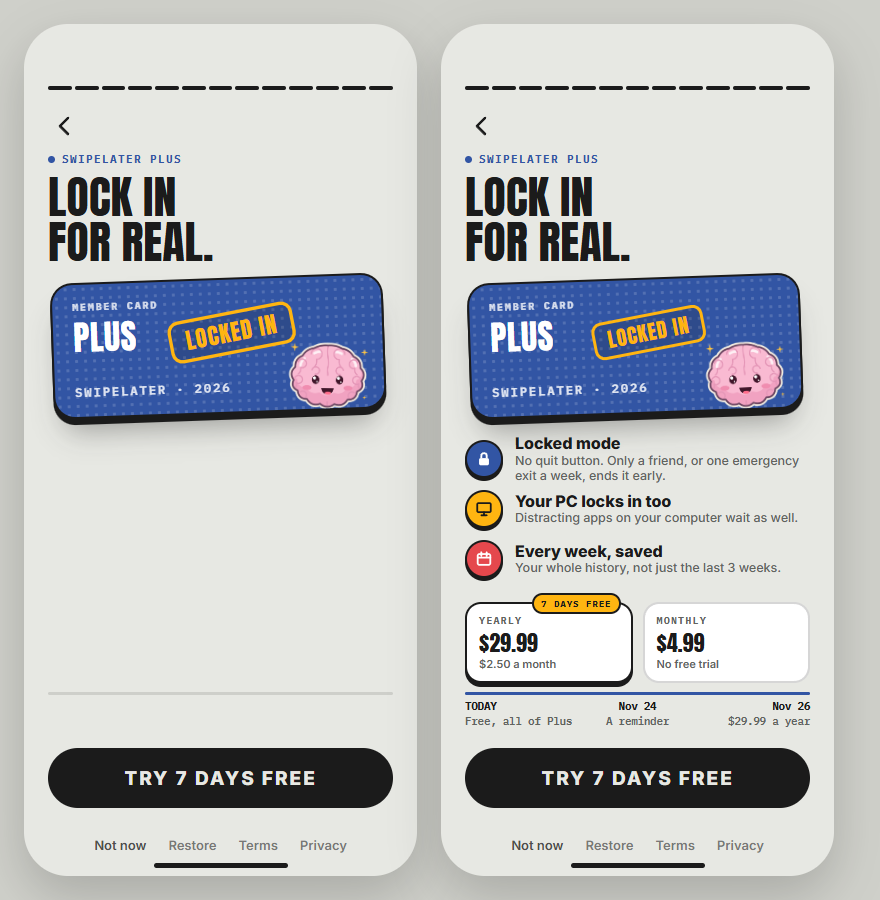 SWIPELATER PLUS
LOCK IN
FOR REAL.
MEMBER CARD
PLUS
LOCKED IN
SWIPELATER · 2026
TRY 7 DAYS FREE
Not now Restore Terms Privacy
SWIPELATER PLUS
LOCK IN
FOR REAL.
MEMBER CARD
PLUS
LOCKED IN
SWIPELATER · 2026
Locked mode
No quit button. Only a friend, or one emergency
exit a week, ends it early.
Your PC locks in too
Distracting apps on your computer wait as well.
Every week, saved
Your whole history, not just the last 3 weeks.
7 DAYS FREE
YEARLY
$29.99
$2.50 a month
MONTHLY
$4.99
No free trial
TODAY Nov 24 Nov 26
Free, all of Plus A reminder $29.99 a year
TRY 7 DAYS FREE
Not now Restore Terms Privacy